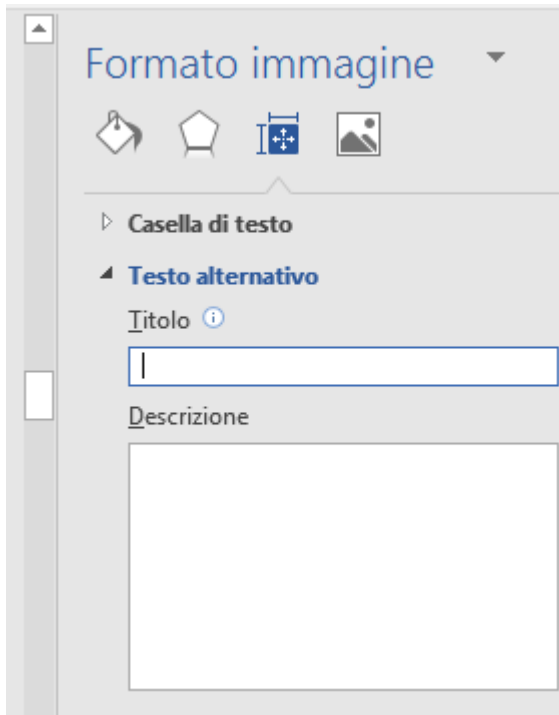 Formato immagine
Casella di testo
Testo alternativo
Titolo
Descrizione